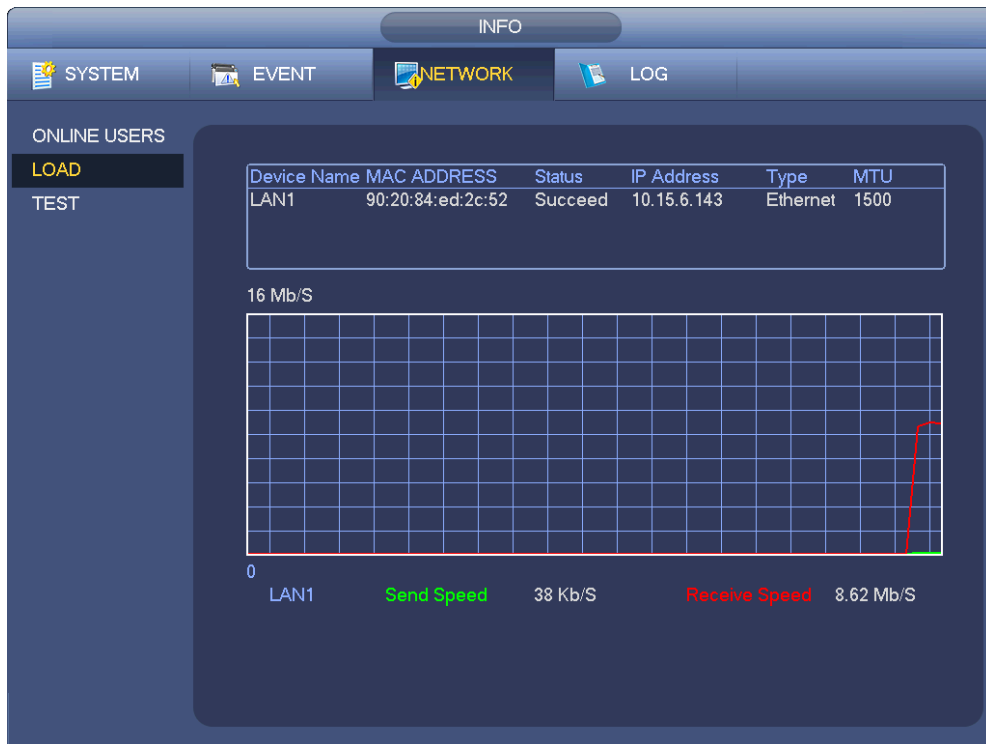 INFO
SYSTEM EVENT NETWORK LOG
ONLINE USERS
LOAD
TEST
Device Name MAC ADDRESS Status IP Address Type MTU
LAN1 90:20:84:ed:2c:52 Succeed 10.15.6.143 Ethernet 1500
16 Mb/S
0
LAN1 Send Speed 38 Kb/S Receive Speed 8.62 Mb/S